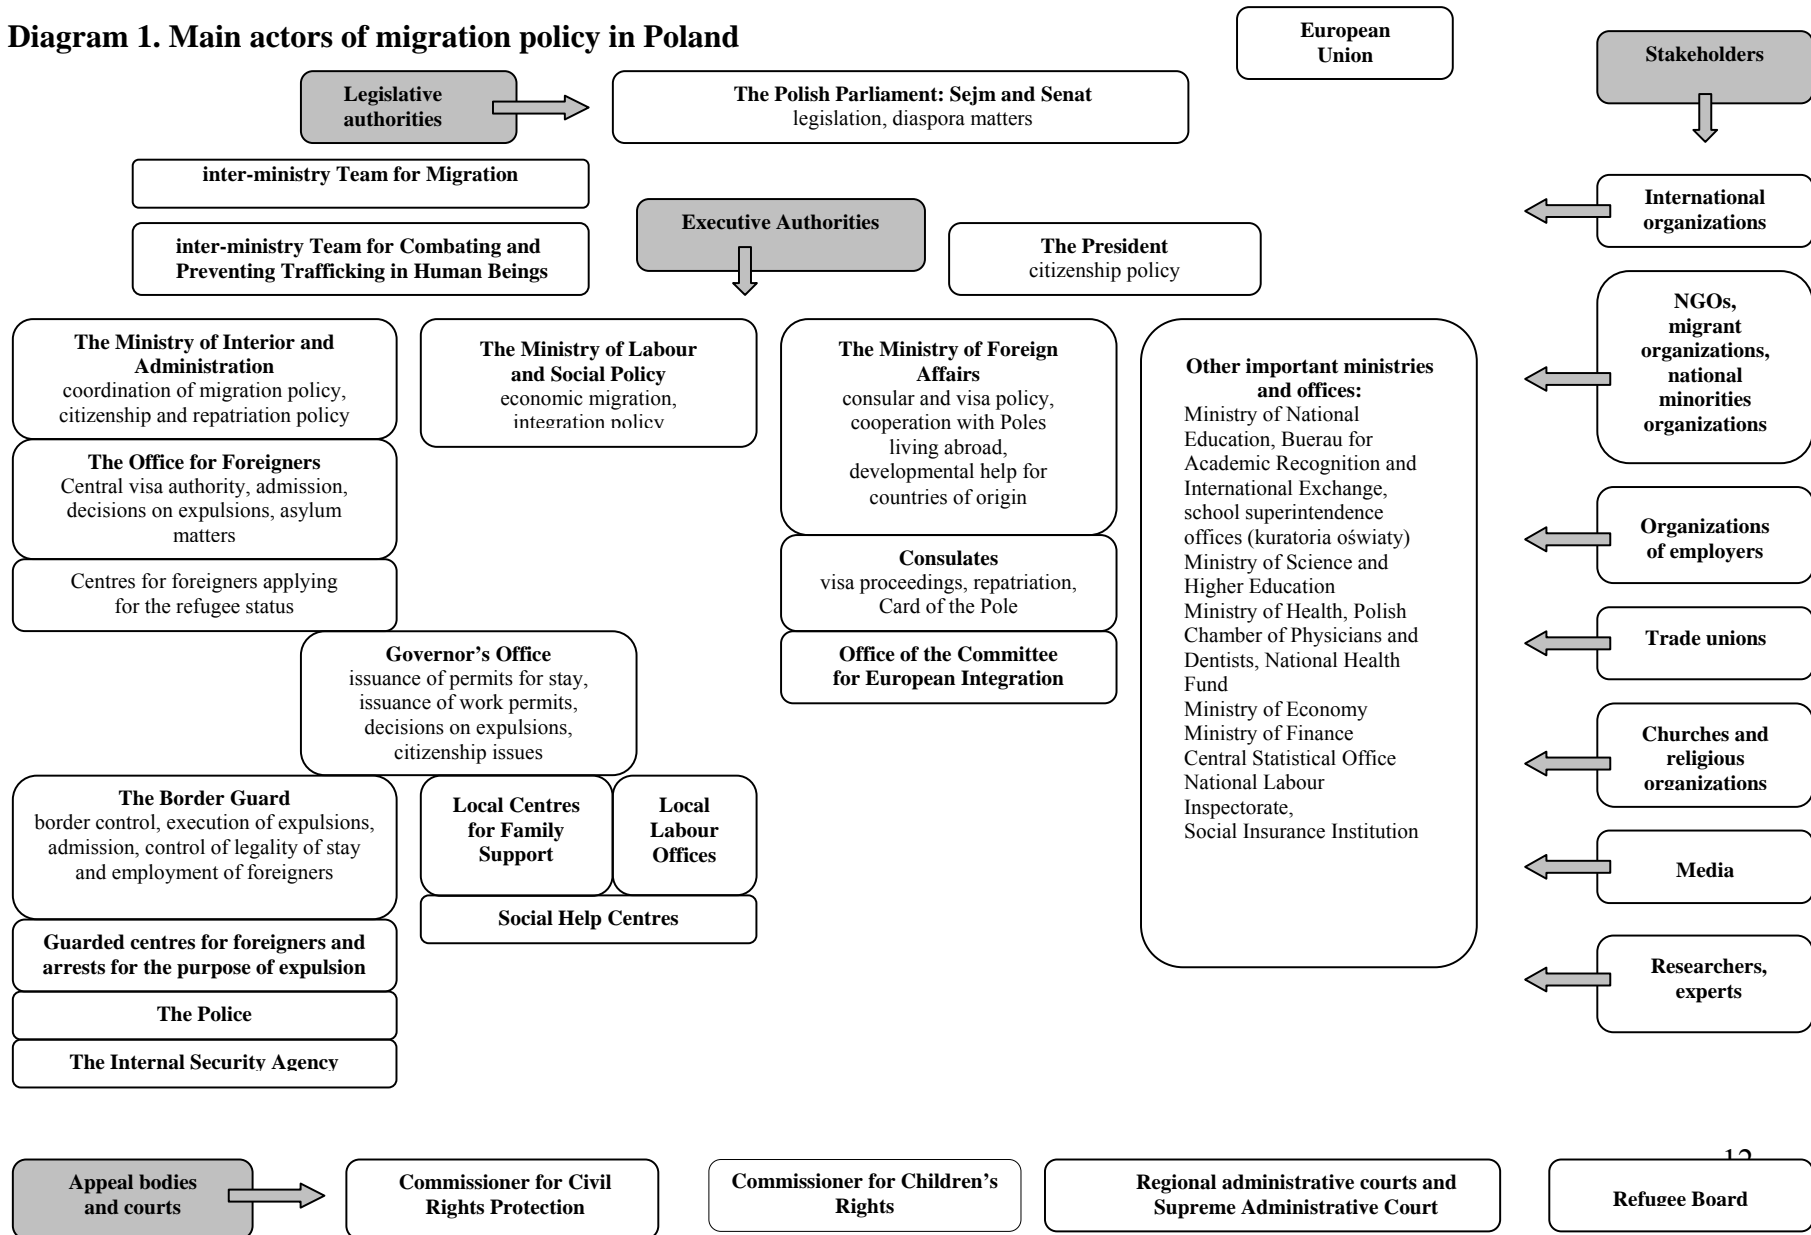 Diagram 1. Main actors of migration policy in Poland
European
Union
Stakeholders
Legislative
authorities
The Polish Parliament: Sejm and Senat
legislation, diaspora matters
inter-ministry Team for Migration
International
organizations
Executive Authorities
inter-ministry Team for Combating and
Preventing Trafficking in Human Beings
The President
citizenship policy
NGOs,
migrant
organizations,
national
minorities
organizations
The Ministry of Interior and
Administration
coordination of migration policy,
citizenship and repatriation policy
The Office for Foreigners
Central visa authority, admission,
decisions on expulsions, asylum
matters
Centres for foreigners applying
for the refugee status
The Ministry of Labour
and Social Policy
economic migration,
integration policy
The Ministry of Foreign
Affairs
consular and visa policy,
cooperation with Poles
living abroad,
developmental help for
countries of origin
Consulates
visa proceedings, repatriation,
Card of the Pole
Office of the Committee
for European Integration
Other important ministries
and offices:
Ministry of National
Education, Buerau for
Academic Recognition and
International Exchange,
school superintendence
offices (kuratoria oświaty)
Ministry of Science and
Higher Education
Ministry of Health, Polish
Chamber of Physicians and
Dentists, National Health
Fund
Ministry of Economy
Ministry of Finance
Central Statistical Office
National Labour
Inspectorate,
Social Insurance Institution
Organizations
of employers
Trade unions
Churches and
religious
organizations
Media
Researchers,
experts
Governor's Office
issuance of permits for stay,
issuance of work permits,
decisions on expulsions,
citizenship issues
The Border Guard
border control, execution of expulsions,
admission, control of legality of stay
and employment of foreigners
Local Centres
for Family
Support
Local
Labour
Offices
Social Help Centres
Guarded centres for foreigners and
arrests for the purpose of expulsion
The Police
The Internal Security Agency
12
Appeal bodies
and courts
Commissioner for Civil
Rights Protection
Commissioner for Children's
Rights
Regional administrative courts and
Supreme Administrative Court
Refugee Board